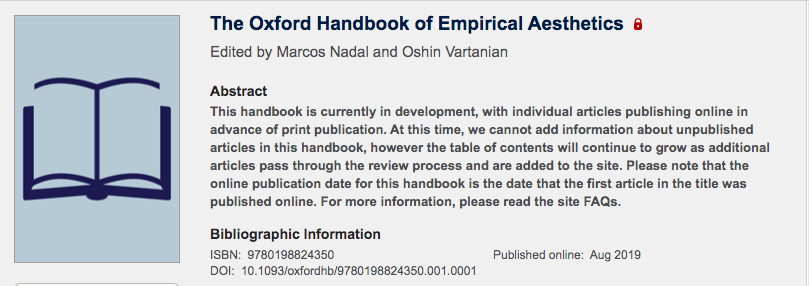 The Oxford Handbook of Empirical Aesthetics
Edited by Marcos Nadal and Oshin Vartanian
Abstract
This handbook is currently in development, with individual articles publishing online in
advance of print publication. At this time, we cannot add information about unpublished
articles in this handbook, however the table of contents will continue to grow as additional
articles pass through the review process and are added to the site. Please note that the
online publication date for this handbook is the date that the first article in the title was
published online. For more information, please read the site FAQs.
Bibliographic Information
ISBN: 9780198824350 Published online: Aug 2019
DOI: 10.1093/oxfordhb/9780198824350.001.0001